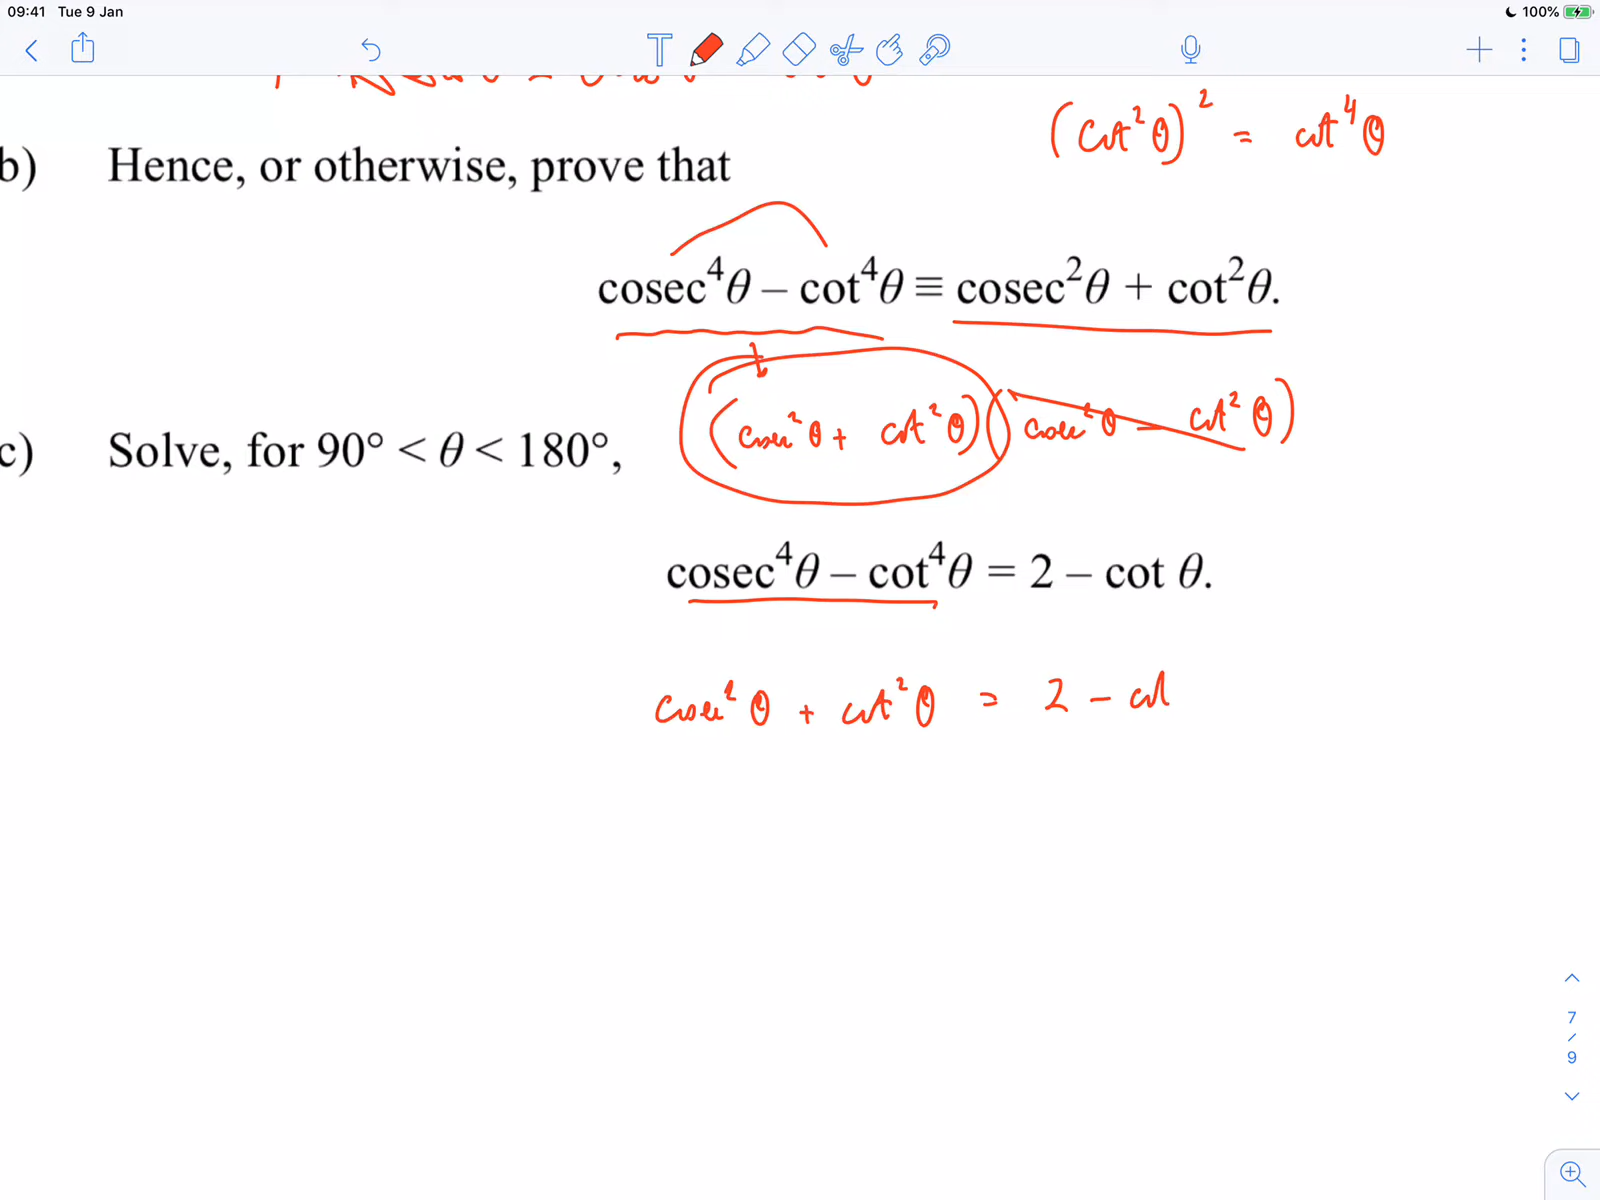 09:41 Tue 9 Jan 100%
(cot²θ)² = cot⁴θ
b) Hence, or otherwise, prove that
cosec⁴θ – cot⁴θ ≡ cosec²θ + cot²θ.
(cosec²θ + cot²θ)(cosec²θ – cot²θ)
c) Solve, for 90° < θ < 180°,
cosec⁴θ – cot⁴θ = 2 – cot θ.
cosec²θ + cot²θ = 2 – cot
7
/
9